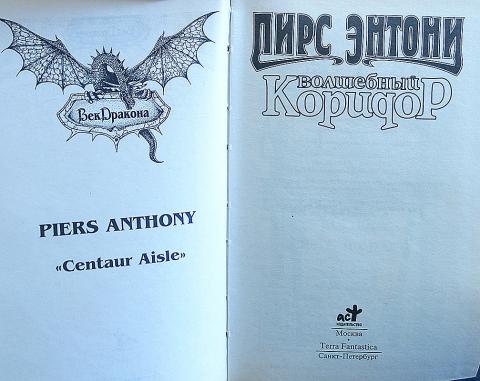 Век Дракона
PIERS ANTHONY
«Centaur Aisle»
ПИРС ЭНТОНИ
ВОЛШЕБНЫЙ
КоридоР
аст
ИЗДАТЕЛЬСТВО
Москва
•
Terra Fantastica
Санкт-Петербург